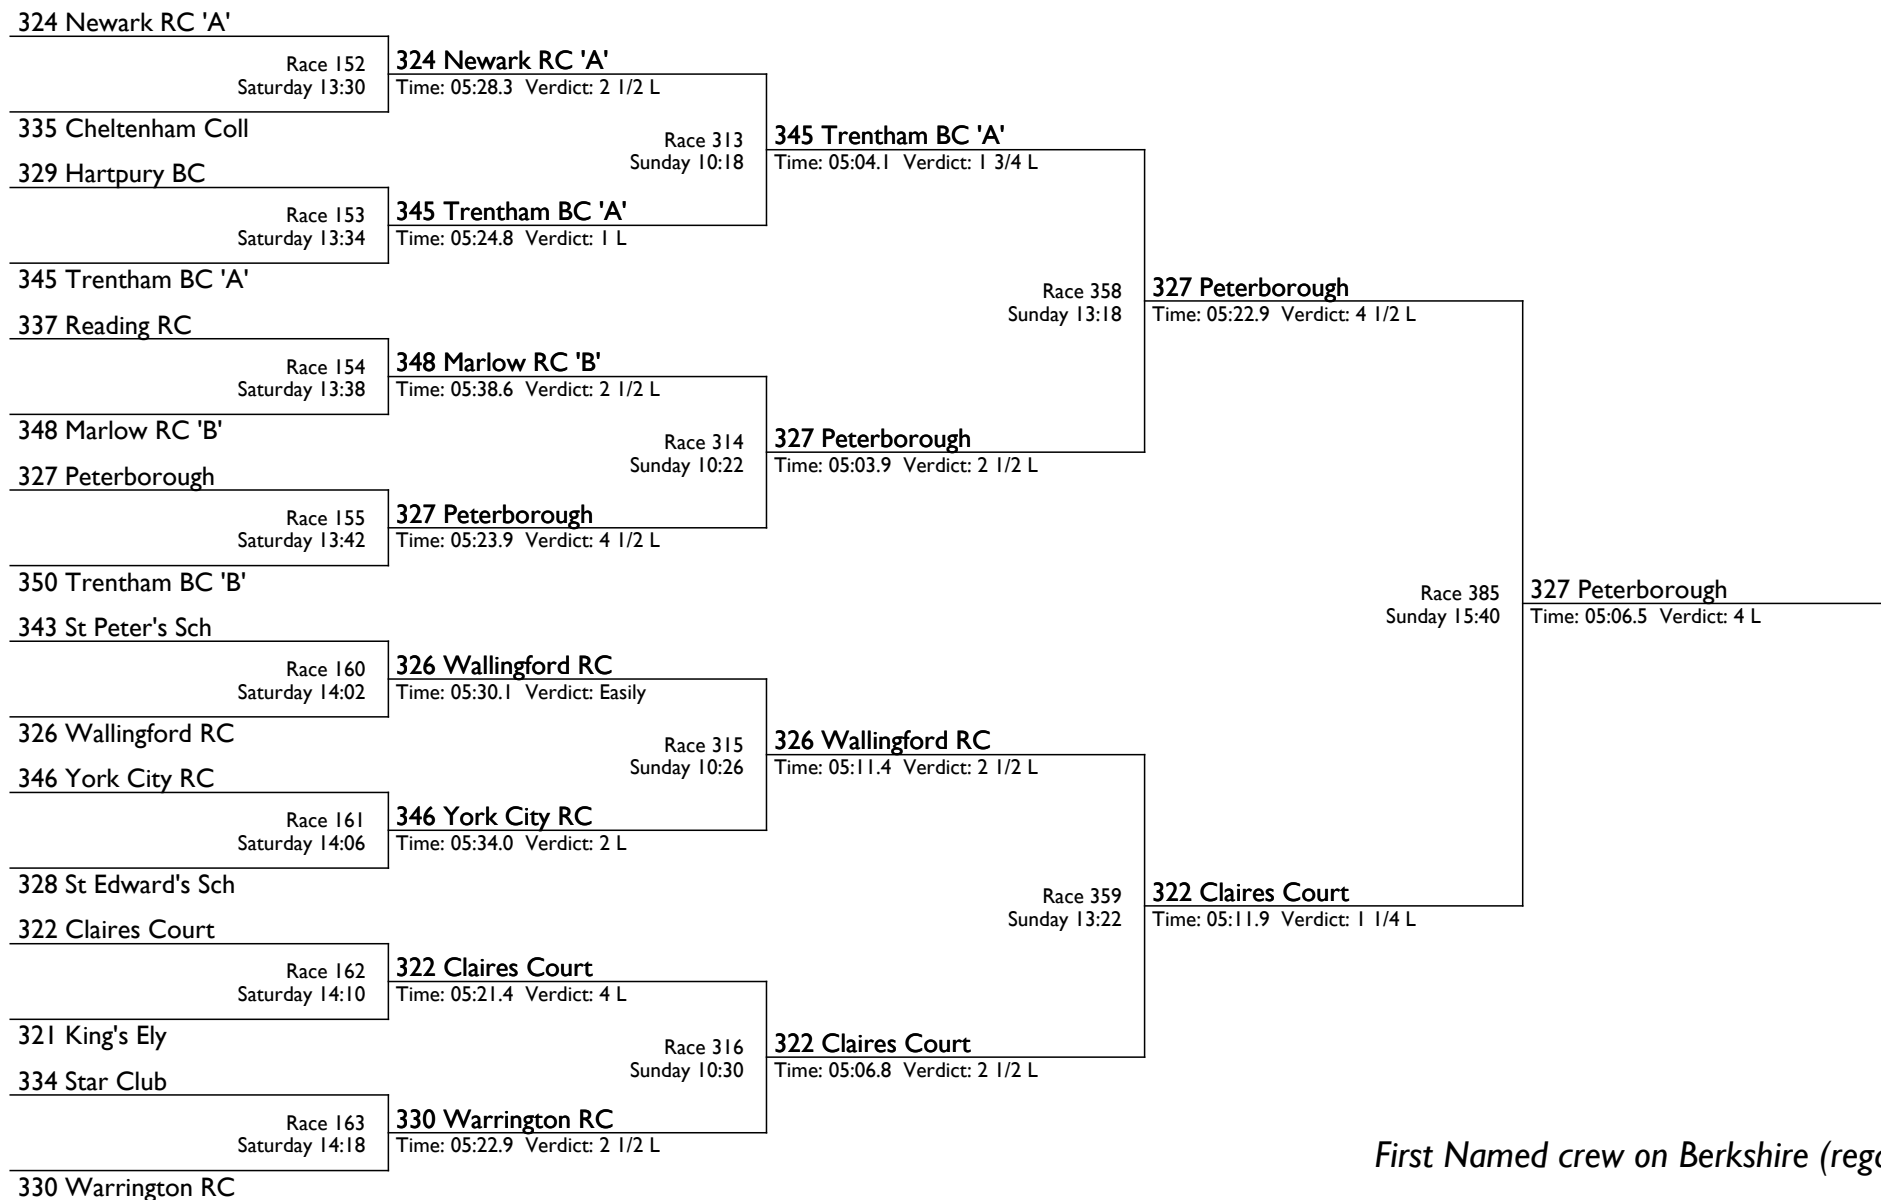 324 Newark RC 'A'
Race 152
Saturday 13:30
324 Newark RC 'A'
Time: 05:28.3 Verdict: 2 1/2 L
335 Cheltenham Coll
Race 313
Sunday 10:18
345 Trentham BC 'A'
Time: 05:04.1 Verdict: 1 3/4 L
329 Hartpury BC
Race 153
Saturday 13:34
345 Trentham BC 'A'
Time: 05:24.8 Verdict: 1 L
345 Trentham BC 'A'
Race 358
Sunday 13:18
327 Peterborough
Time: 05:22.9 Verdict: 4 1/2 L
337 Reading RC
Race 154
Saturday 13:38
348 Marlow RC 'B'
Time: 05:38.6 Verdict: 2 1/2 L
348 Marlow RC 'B'
Race 314
Sunday 10:22
327 Peterborough
Time: 05:03.9 Verdict: 2 1/2 L
327 Peterborough
Race 155
Saturday 13:42
327 Peterborough
Time: 05:23.9 Verdict: 4 1/2 L
350 Trentham BC 'B'
Race 385
Sunday 15:40
327 Peterborough
Time: 05:06.5 Verdict: 4 L
343 St Peter's Sch
Race 160
Saturday 14:02
326 Wallingford RC
Time: 05:30.1 Verdict: Easily
326 Wallingford RC
Race 315
Sunday 10:26
326 Wallingford RC
Time: 05:11.4 Verdict: 2 1/2 L
346 York City RC
Race 161
Saturday 14:06
346 York City RC
Time: 05:34.0 Verdict: 2 L
328 St Edward's Sch
Race 359
Sunday 13:22
322 Claires Court
Time: 05:11.9 Verdict: 1 1/4 L
322 Claires Court
Race 162
Saturday 14:10
322 Claires Court
Time: 05:21.4 Verdict: 4 L
321 King's Ely
Race 316
Sunday 10:30
322 Claires Court
Time: 05:06.8 Verdict: 2 1/2 L
334 Star Club
Race 163
Saturday 14:18
330 Warrington RC
Time: 05:22.9 Verdict: 2 1/2 L
330 Warrington RC
First Named crew on Berkshire